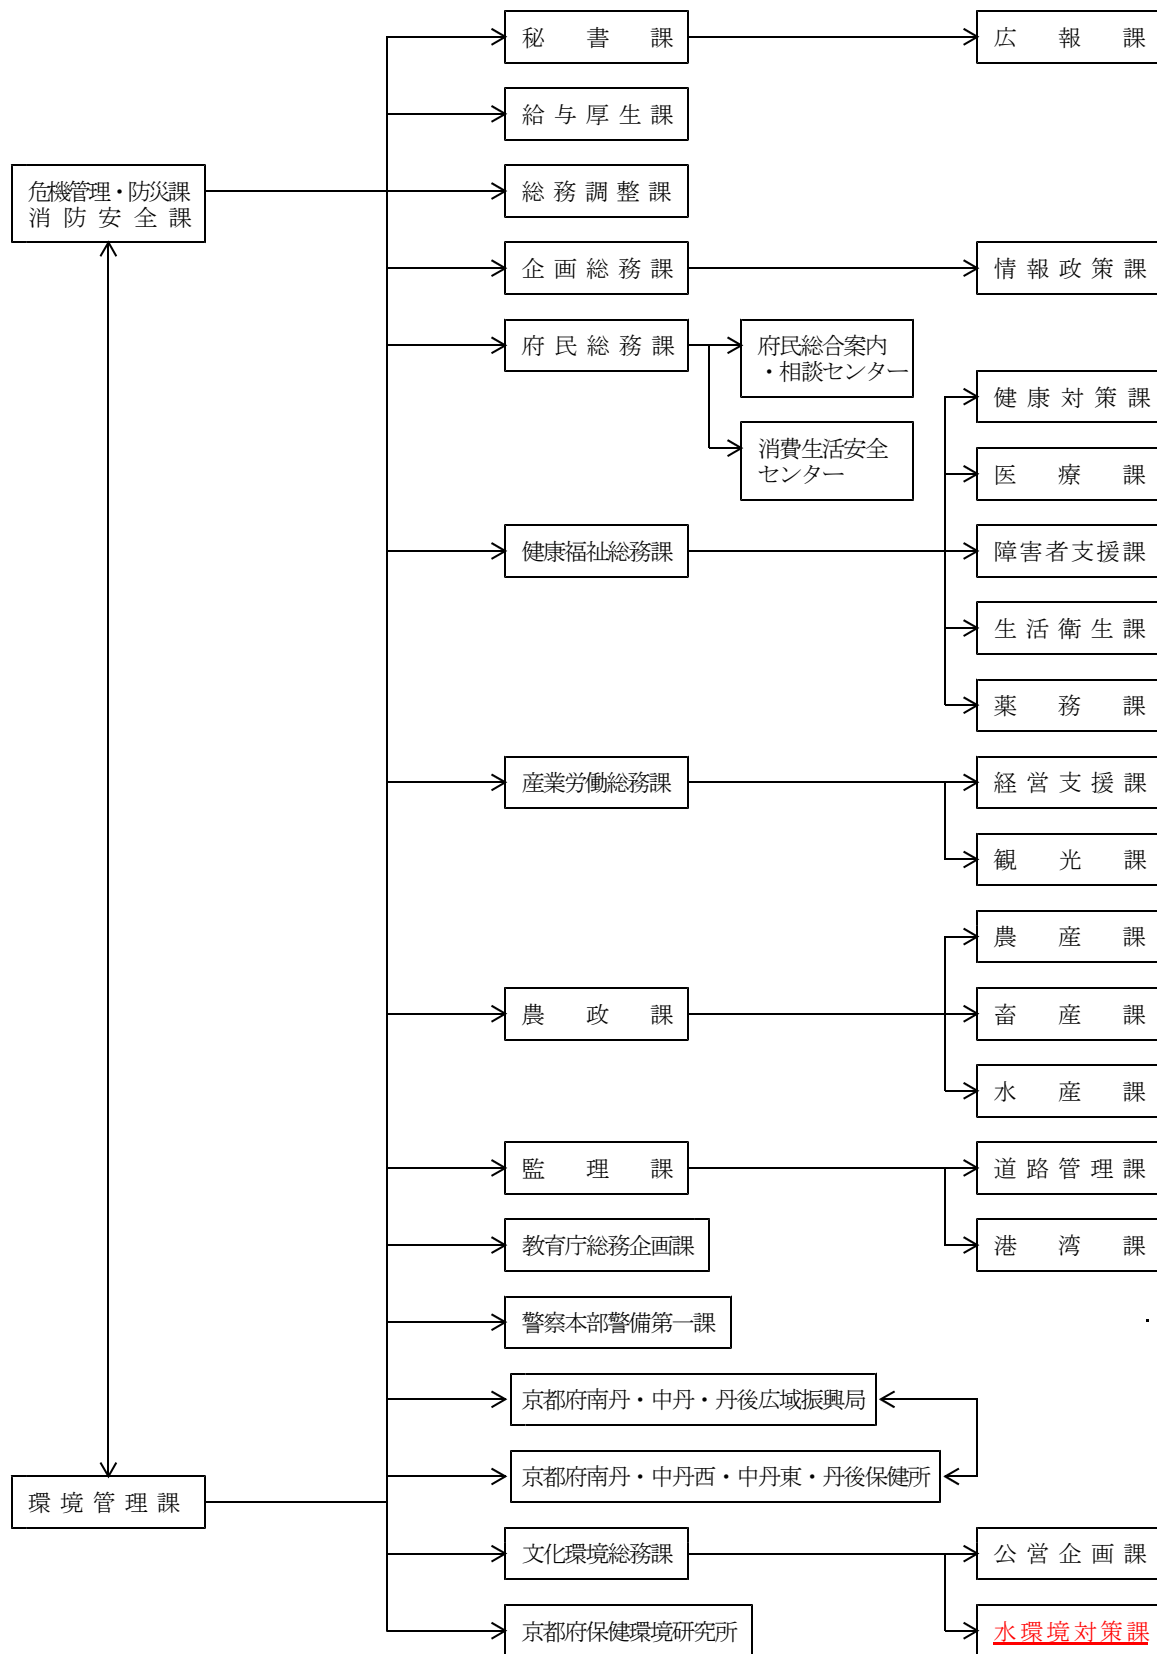 秘書課
広報課
給与厚生課
危機管理・防災課
消防安全課
総務調整課
企画総務課
情報政策課
府民総務課
府民総合案内
・相談センター
健康対策課
消費生活安全
センター
医療課
健康福祉総務課
障害者支援課
生活衛生課
薬務課
産業労働総務課
経営支援課
観光課
農産課
農政課
畜産課
水産課
監理課
道路管理課
教育庁総務企画課
港湾課
警察本部警備第一課
京都府南丹・中丹・丹後広域振興局
京都府南丹・中丹西・中丹東・丹後保健所
環境管理課
文化環境総務課
公営企画課
京都府保健環境研究所
水環境対策課